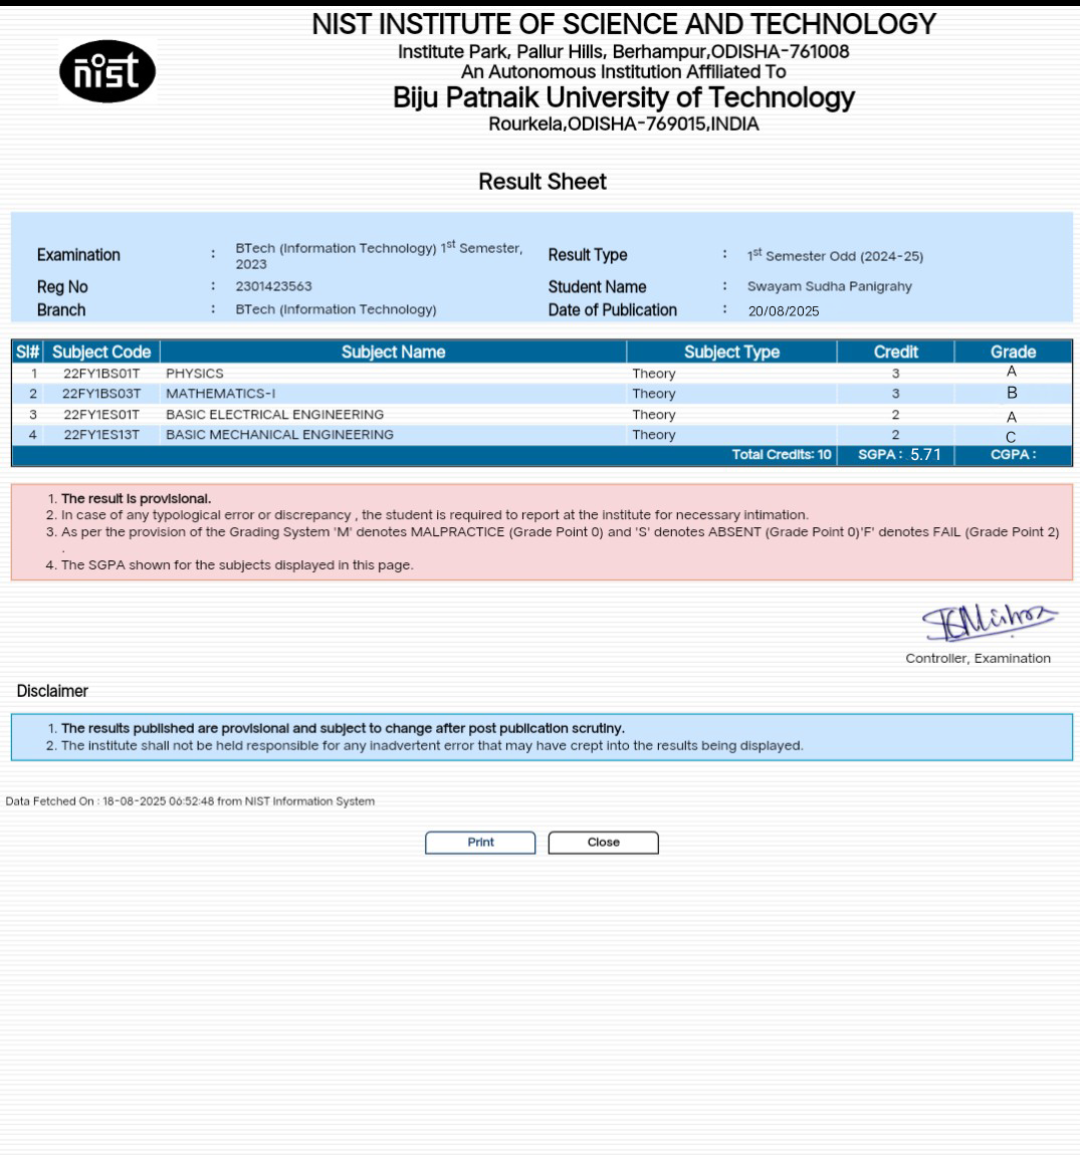 NIST INSTITUTE OF SCIENCE AND TECHNOLOGY
nist
Institute Park, Pallur Hills, Berhampur,ODISHA-761008
An Autonomous Institution Affiliated To
Biju Patnaik University of Technology
Rourkela,ODISHA-769015,INDIA
Result Sheet
Examination : BTech (Information Technology) 1st Semester, 2023 Result Type : 1st Semester Odd (2024-25)
Reg No : 2301423563 Student Name : Swayam Sudha Panigrahy
Branch : BTech (Information Technology) Date of Publication : 20/08/2025
Sl# Subject Code Subject Name Subject Type Credit Grade
1 22FY1BS01T PHYSICS Theory 3 A
2 22FY1BS03T MATHEMATICS-I Theory 3 B
3 22FY1ES01T BASIC ELECTRICAL ENGINEERING Theory 2 A
4 22FY1ES13T BASIC MECHANICAL ENGINEERING Theory 2 C
Total Credits: 10 SGPA : 5.71 CGPA :
1. The result is provisional.
2. In case of any typological error or discrepancy , the student is required to report at the institute for necessary intimation.
3. As per the provision of the Grading System 'M' denotes MALPRACTICE (Grade Point 0) and 'S' denotes ABSENT (Grade Point 0)'F' denotes FAIL (Grade Point 2)
.
4. The SGPA shown for the subjects displayed in this page.
Controller, Examination
Disclaimer
1. The results published are provisional and subject to change after post publication scrutiny.
2. The institute shall not be held responsible for any inadvertent error that may have crept into the results being displayed.
Data Fetched On : 18-08-2025 06:52:48 from NIST Information System
Print Close